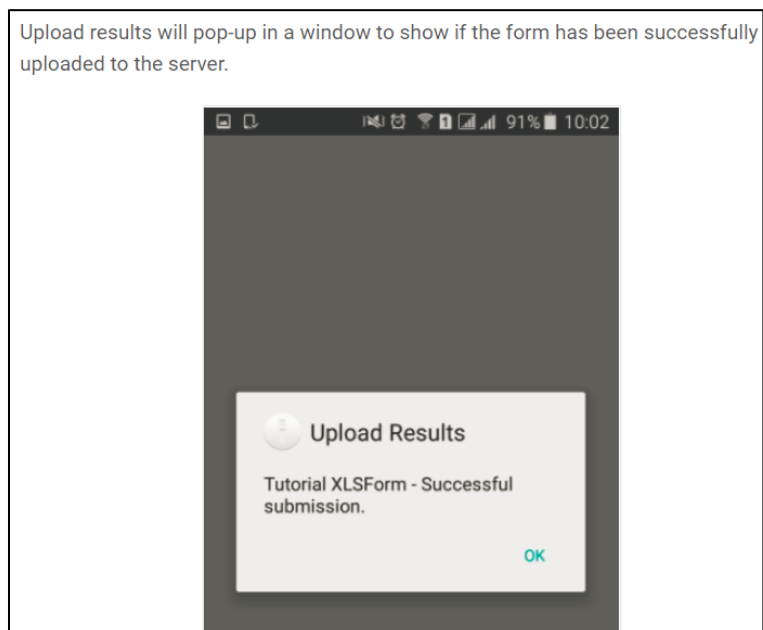 Upload results will pop-up in a window to show if the form has been successfully
uploaded to the server.
1 91% 10:02
Upload Results
Tutorial XLSForm - Successful
submission.
OK